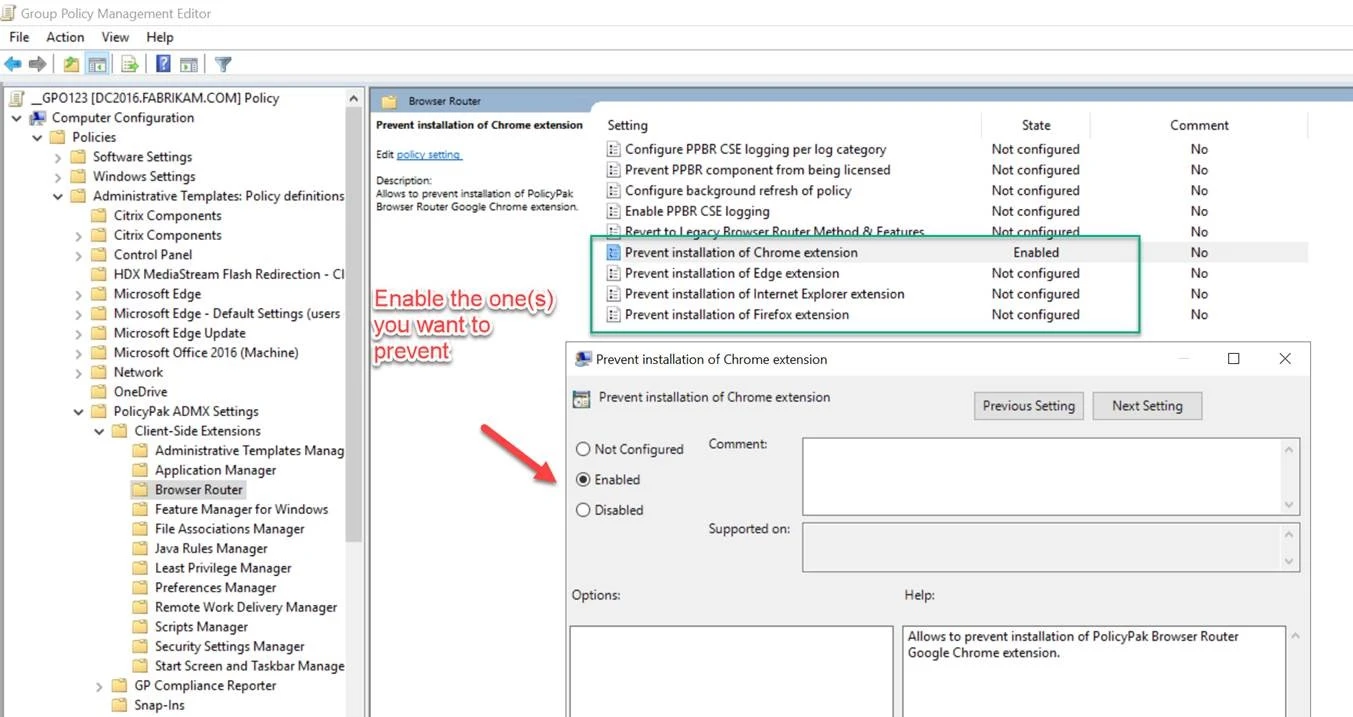 Group Policy Management Editor
File Action View Help
__GPO123 [DC2016.FABRIKAM.COM] Policy
Computer Configuration
Policies
Software Settings
Windows Settings
Administrative Templates: Policy definitions
Citrix Components
Citrix Components
Control Panel
HDX MediaStream Flash Redirection - Cl
Microsoft Edge
Microsoft Edge - Default Settings (users
Microsoft Edge Update
Microsoft Office 2016 (Machine)
Network
OneDrive
PolicyPak ADMX Settings
Client-Side Extensions
Administrative Templates Manag
Application Manager
Browser Router
Feature Manager for Windows
File Associations Manager
Java Rules Manager
Least Privilege Manager
Preferences Manager
Remote Work Delivery Manager
Scripts Manager
Security Settings Manager
Start Screen and Taskbar Manage
GP Compliance Reporter
Snap-Ins
Browser Router
Prevent installation of Chrome extension
Edit policy setting
Description:
Allows to prevent installation of PolicyPak
Browser Router Google Chrome extension.
Setting State Comment
Configure PPBR CSE logging per log category Not configured No
Prevent PPBR component from being licensed Not configured No
Configure background refresh of policy Not configured No
Enable PPBR CSE logging Not configured No
Revert to Legacy Browser Router Method & Features Not configured No
Prevent installation of Chrome extension Enabled No
Prevent installation of Edge extension Not configured No
Prevent installation of Internet Explorer extension Not configured No
Prevent installation of Firefox extension Not configured No
Enable the one(s)
you want to
prevent
Prevent installation of Chrome extension
Prevent installation of Chrome extension
Previous Setting Next Setting
Not Configured
Enabled
Disabled
Comment:
Supported on:
Options:
Help:
Allows to prevent installation of PolicyPak Browser Router
Google Chrome extension.